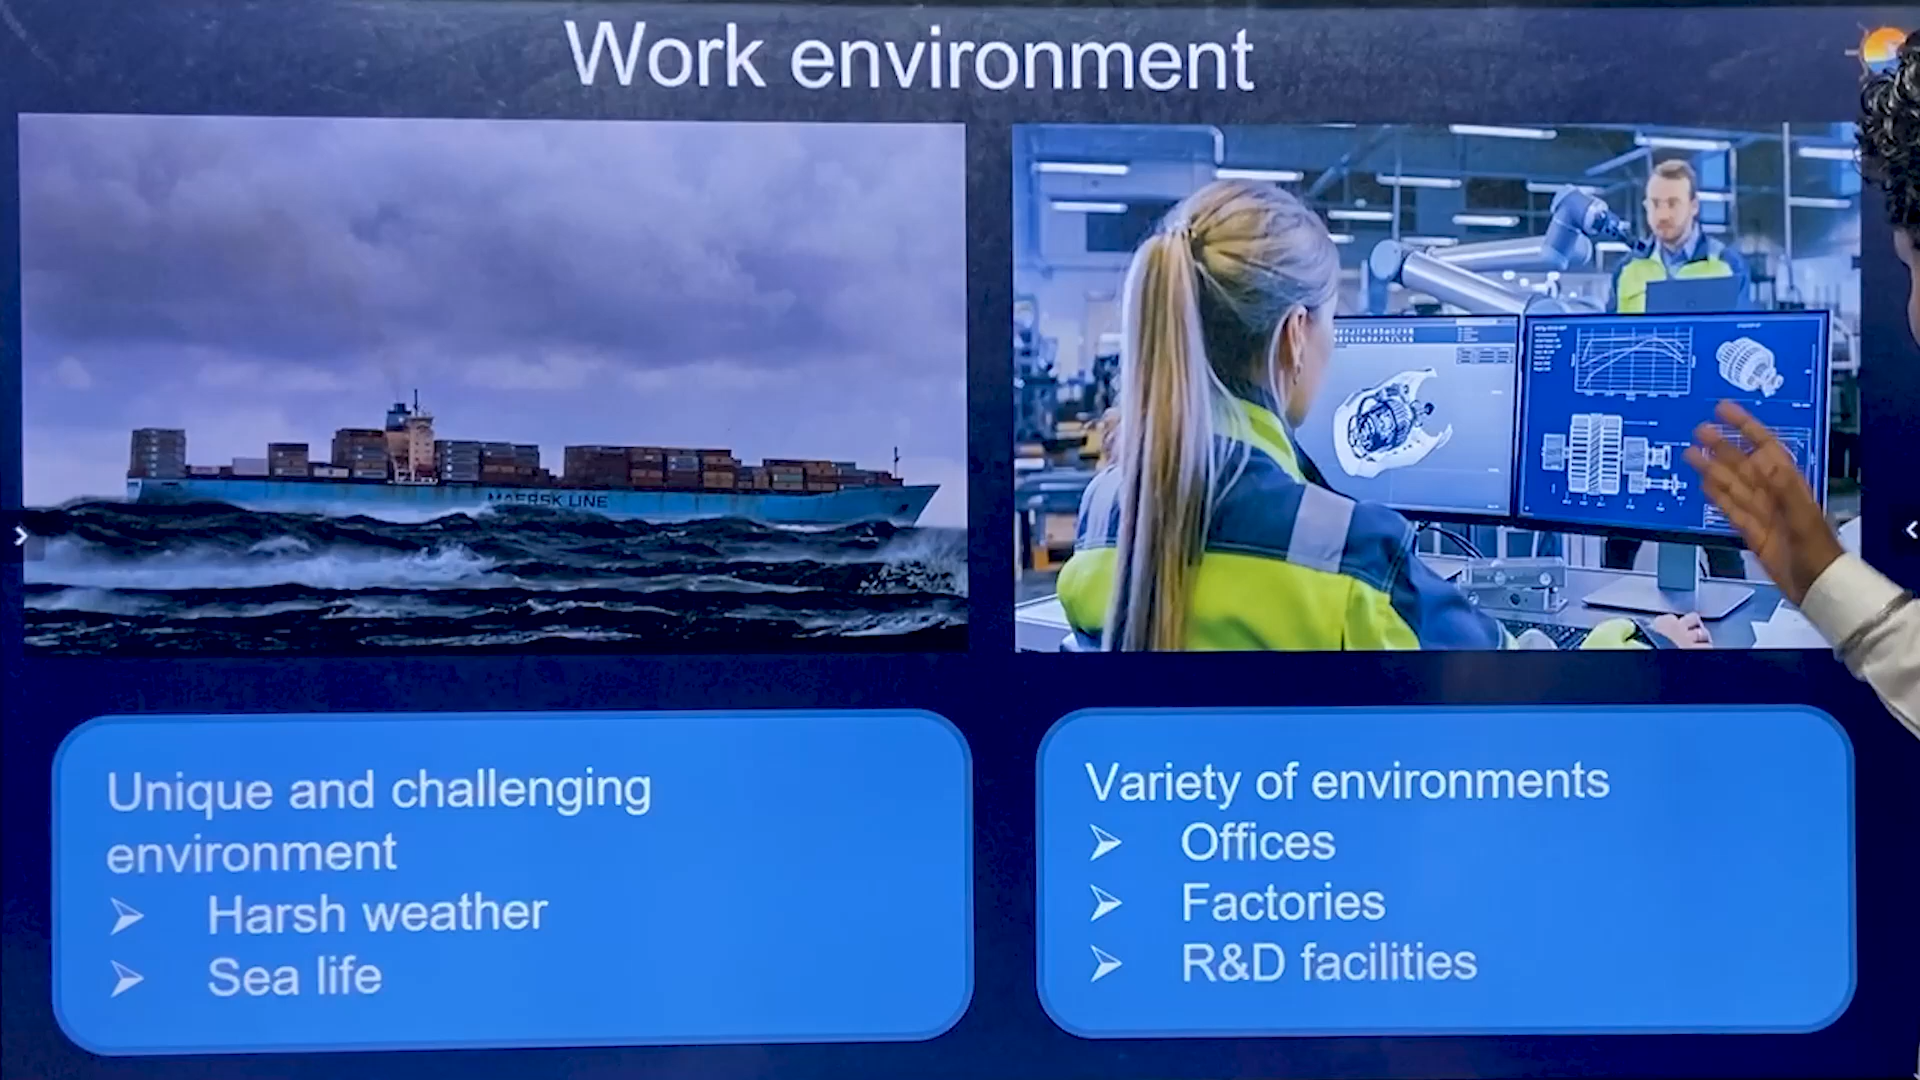 Work environment
MAERSK LINE
Unique and challenging
environment
Harsh weather
Sea life
Variety of environments
Offices
Factories
R&D facilities